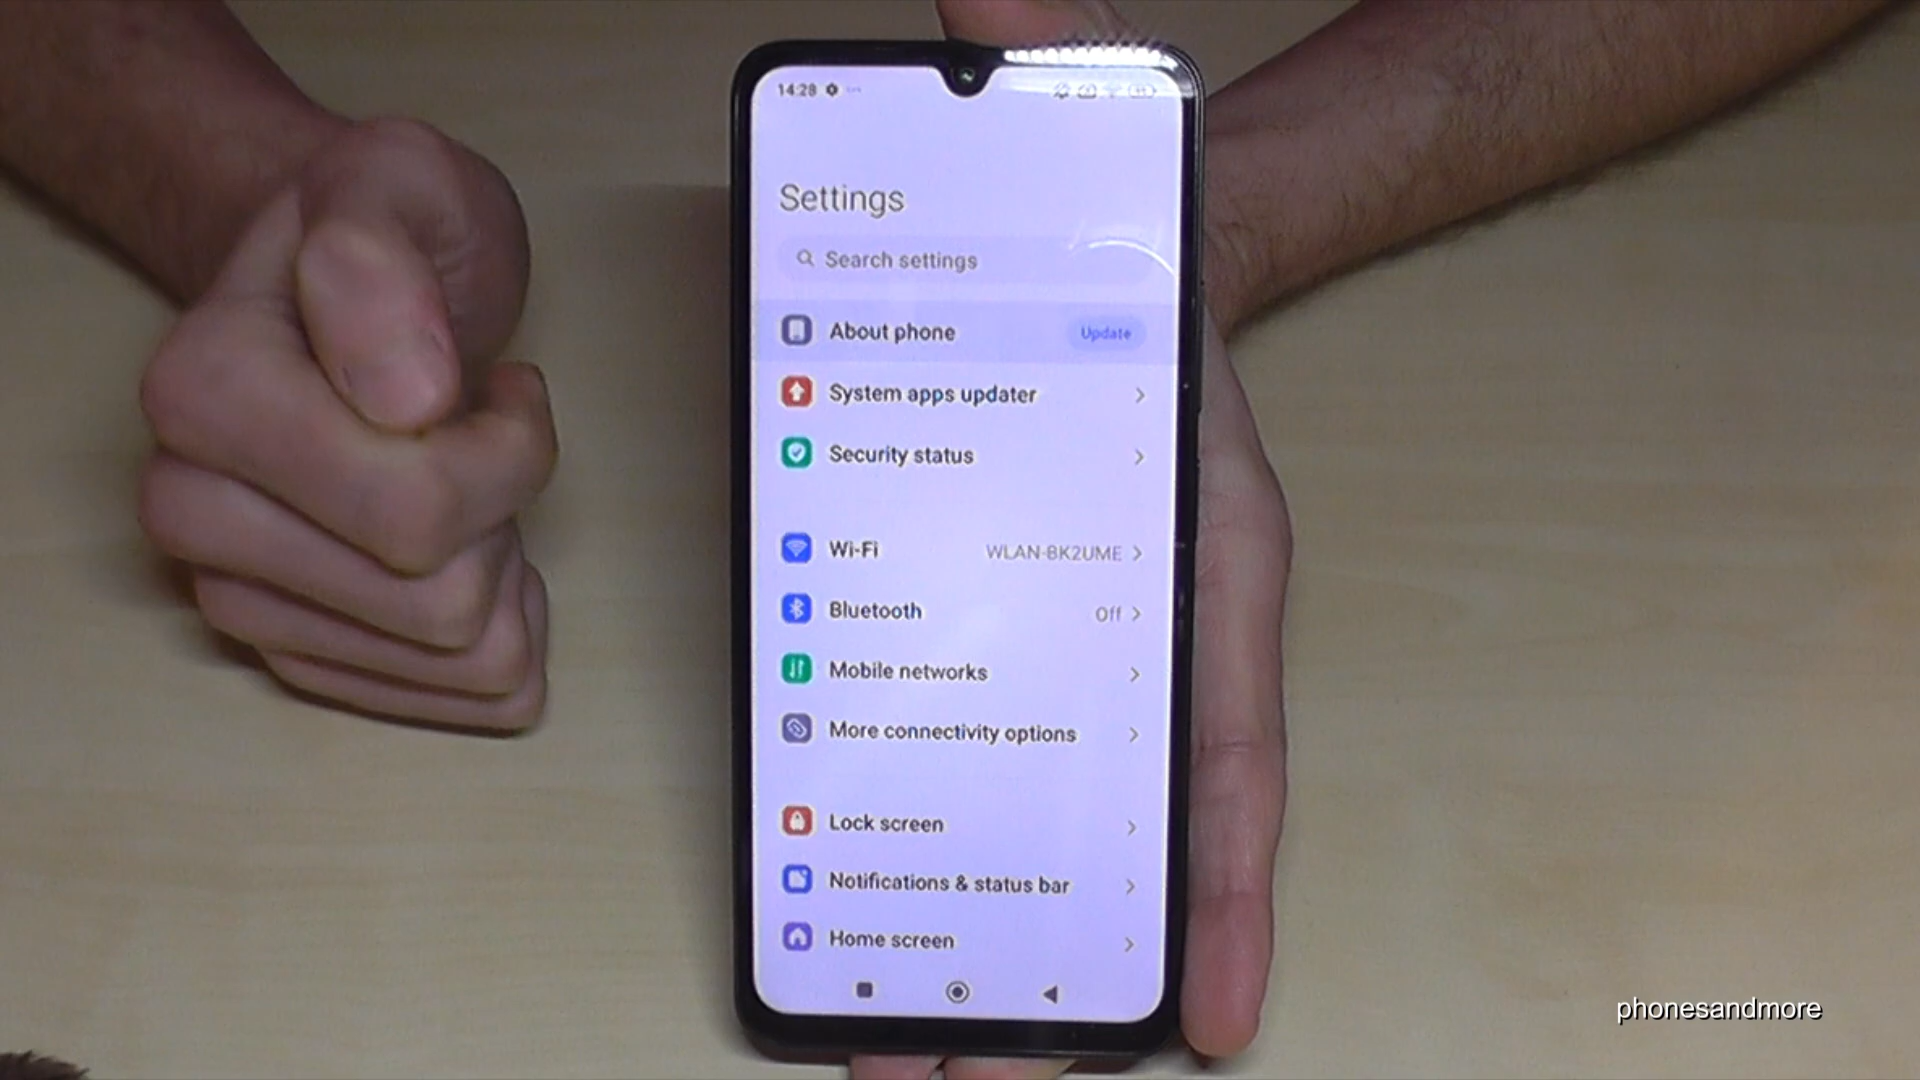 14:28
Settings
Search settings
About phone
Update
System apps updater
Security status
Wi-Fi
WLAN-BK2UME
Bluetooth
Off
Mobile networks
More connectivity options
Lock screen
Notifications & status bar
Home screen
phonesandmore